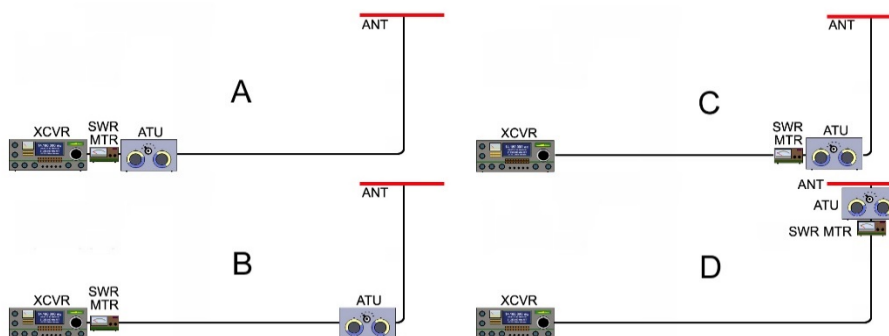 ANT
A
XCVR
SWR
MTR
ATU
ANT
C
XCVR
SWR
MTR
ATU
ANT
B
XCVR
SWR
MTR
ATU
ANT
ATU
SWR MTR
D
XCVR